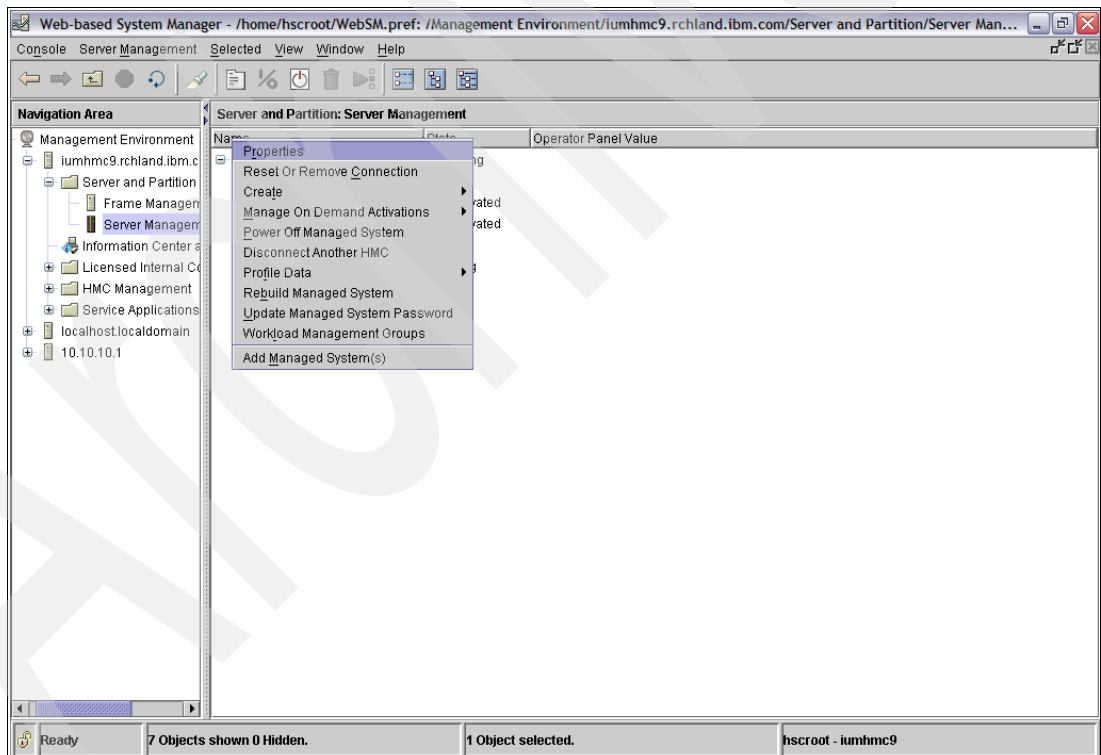 Web-based System Manager - /home/hscroot/WebSM.pref: /Management Environment/iumhmc9.rchland.ibm.com/Server and Partition/Server Man...
Console Server Management Selected View Window Help
Navigation Area
Server and Partition: Server Management
Management Environment
iumhmc9.rchland.ibm.c
Server and Partition
Frame Managem
Server Managem
Information Center a
Licensed Internal Co
HMC Management
Service Applications
localhost.localdomain
10.10.10.1
Name State Operator Panel Value
Properties
Reset Or Remove Connection
Create
Manage On Demand Activations
Power Off Managed System
Disconnect Another HMC
Profile Data
Rebuild Managed System
Update Managed System Password
Workload Management Groups
Add Managed System(s)
ng
vated
vated
g
Ready 7 Objects shown 0 Hidden. 1 Object selected. hscroot - iumhmc9